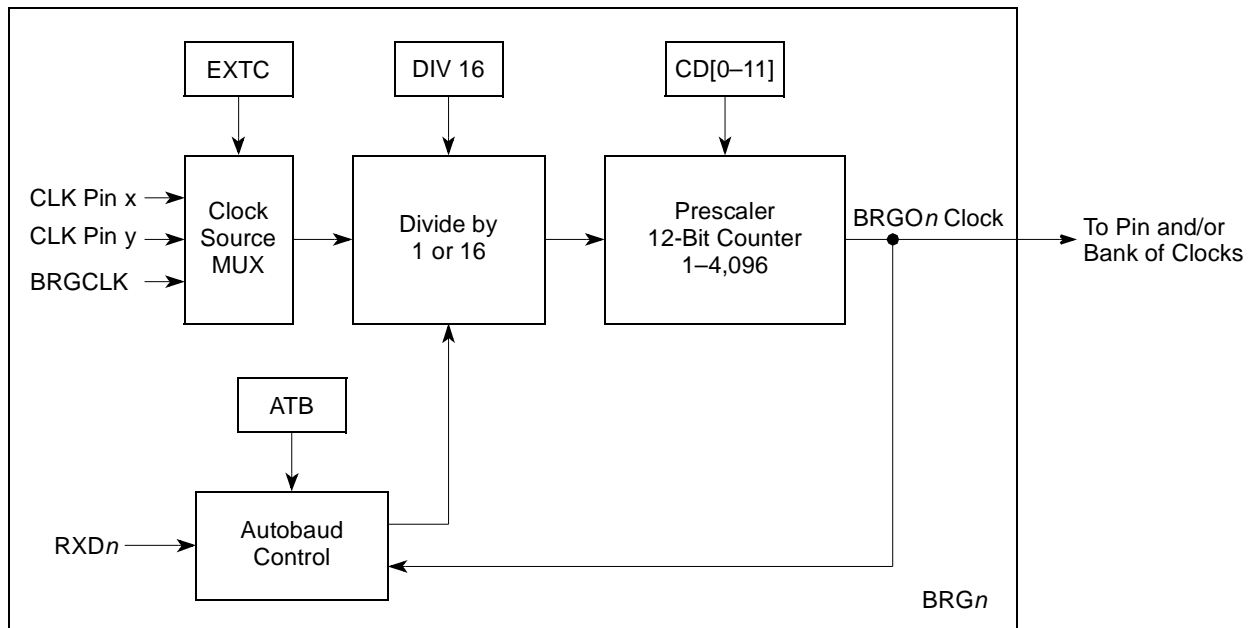 EXTC
DIV 16
CD[0–11]
CLK Pin x
CLK Pin y
BRGCLK
Clock
Source
MUX
Divide by
1 or 16
Prescaler
12-Bit Counter
1–4,096
BRGOn Clock
To Pin and/or
Bank of Clocks
ATB
RXDn
Autobaud
Control
BRGn